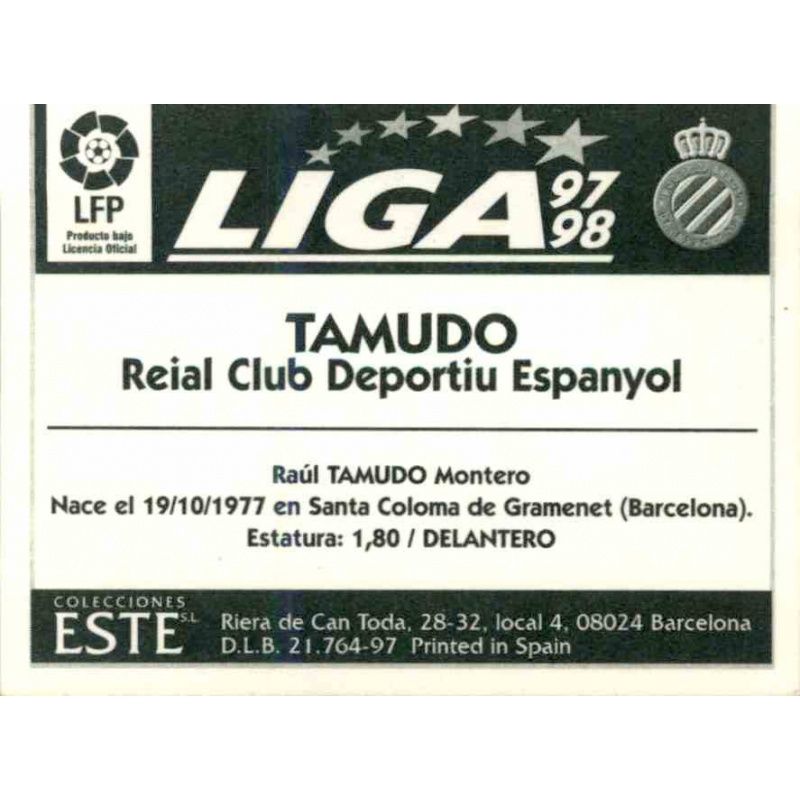 LFP
Producto bajo
Licencia Oficial
LIGA 97 98
TAMUDO
Reial Club Deportiu Espanyol
Raúl TAMUDO Montero
Nace el 19/10/1977 en Santa Coloma de Gramenet (Barcelona).
Estatura: 1,80 / DELANTERO
COLECCIONES
ESTE S.L.
Riera de Can Toda, 28-32, local 4, 08024 Barcelona
D.L.B. 21.764-97 Printed in Spain